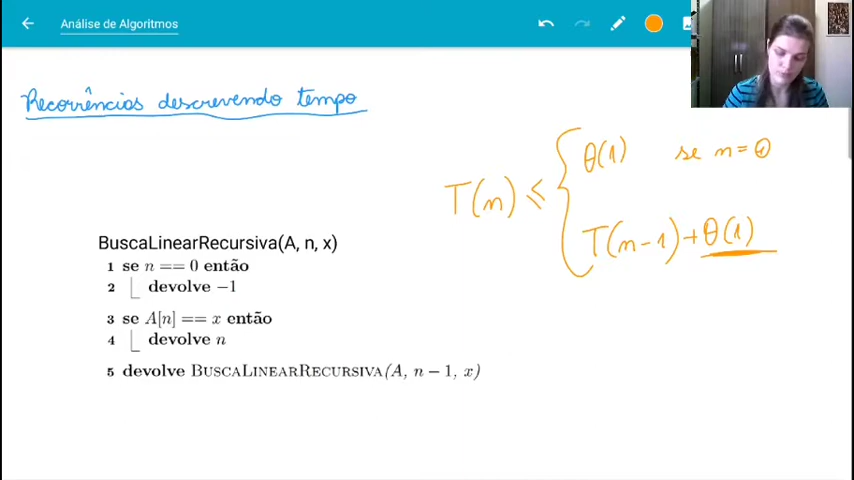 Análise de Algoritmos
Recorrências descrevendo tempo
T(n) ≤ { θ(1) se n = 0
T(n-1) + θ(1)
BuscaLinearRecursiva(A, n, x)
1 se n == 0 então
2 devolve −1
3 se A[n] == x então
4 devolve n
5 devolve BUSCALINEARRECURSIVA(A, n − 1, x)